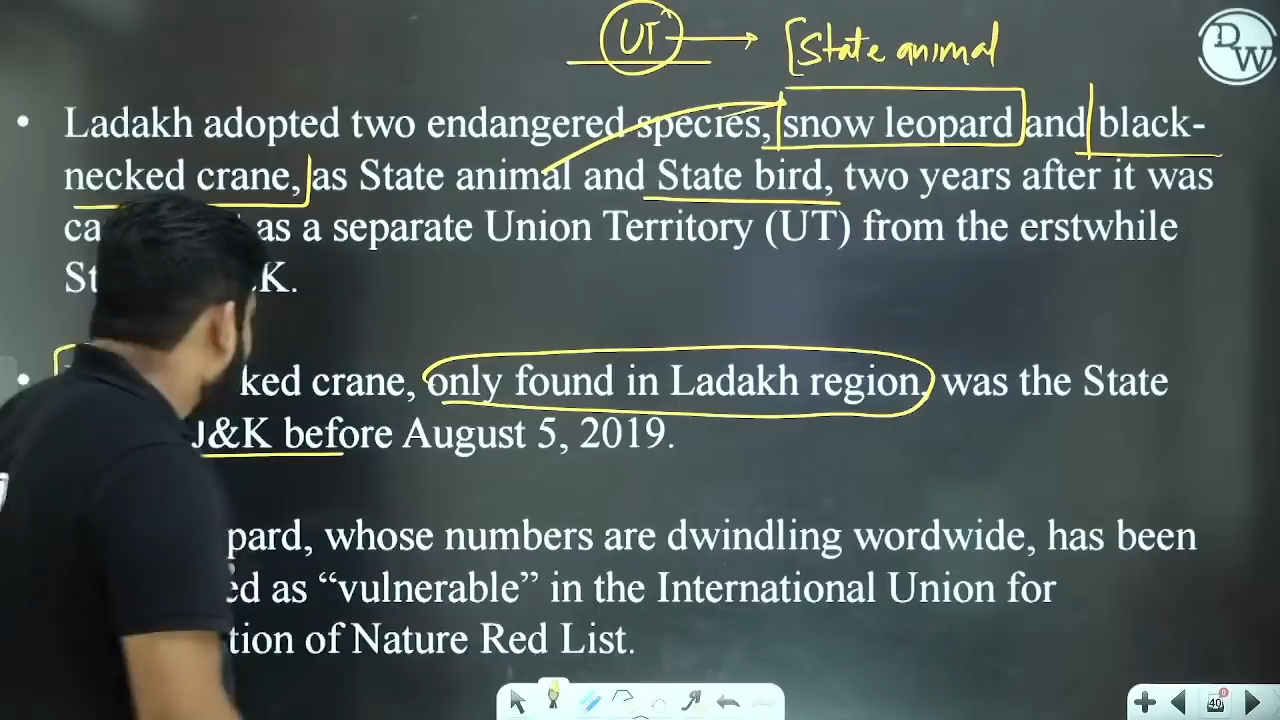 UT → [State animal
DW
• Ladakh adopted two endangered species, snow leopard and black-
necked crane, as State animal and State bird, two years after it was
ca as a separate Union Territory (UT) from the erstwhile
St K.
• ked crane, only found in Ladakh region, was the State
J&K before August 5, 2019.
pard, whose numbers are dwindling wordwide, has been
ed as “vulnerable” in the International Union for
tion of Nature Red List.
40